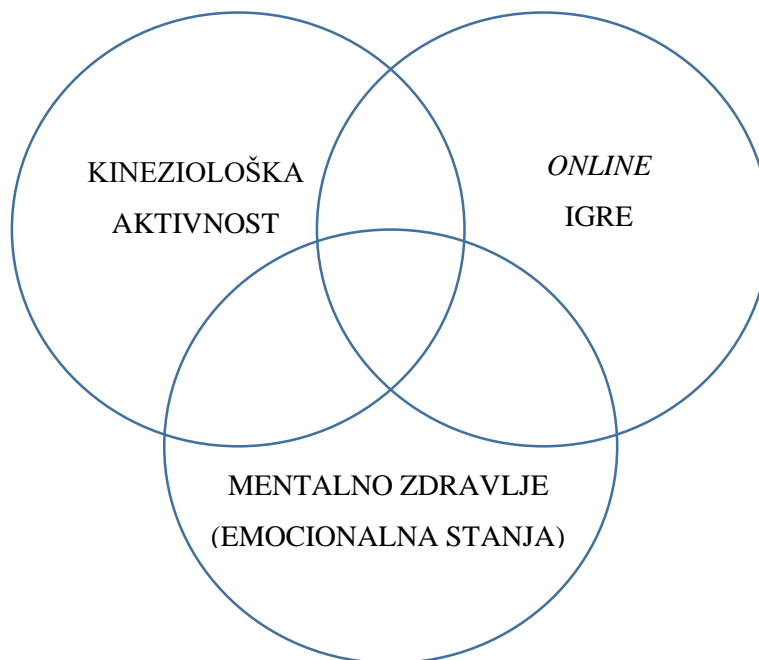 KINEZIOLOŠKA
AKTIVNOST
ONLINE
IGRE
MENTALNO ZDRAVLJE
(EMOCIONALNA STANJA)